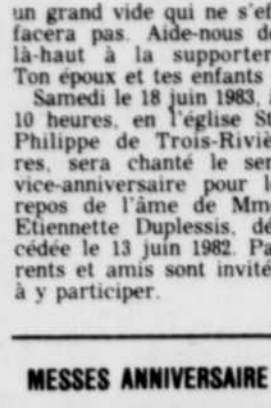 un grand vide qui ne s'ef
facera pas. Aide-nous de
là-haut à la supporter
Ton époux et tes enfants
Samedi le 18 juin 1983,
10 heures, en l'église St
Philippe de Trois-Riviè
res, sera chanté le ser
vice-anniversaire pour l
repos de l'âme de Mme
Etiennette Duplessis, dé
cédée le 13 juin 1982. Pa
rents et amis sont invité
à y participer.
MESSES ANNIVERSAIRE